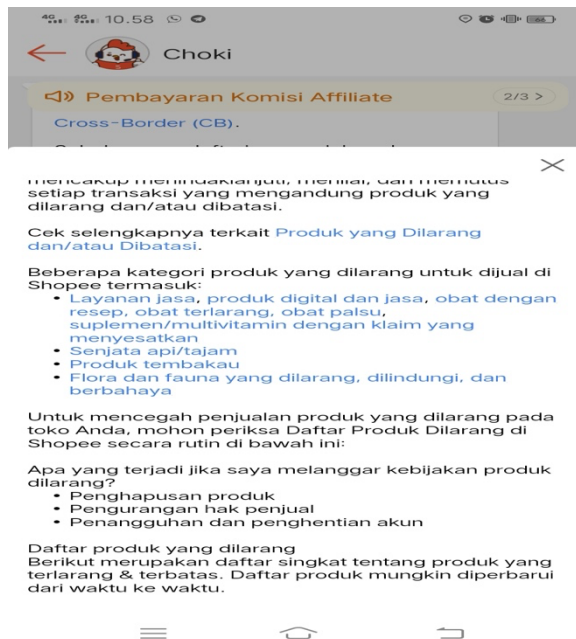 10.58
Choki
Pembayaran Komisi Affiliate
2/3 >
Cross-Border (CB).
mencakup menindaklanjuti, menilai, dan memutus
setiap transaksi yang mengandung produk yang
dilarang dan/atau dibatasi.
Cek selengkapnya terkait Produk yang Dilarang
dan/atau Dibatasi.
Beberapa kategori produk yang dilarang untuk dijual di
Shopee termasuk:
• Layanan jasa, produk digital dan jasa, obat dengan
resep, obat terlarang, obat palsu,
suplemen/multivitamin dengan klaim yang
menyesatkan
• Senjata api/tajam
• Produk tembakau
• Flora dan fauna yang dilarang, dilindungi, dan
berbahaya
Untuk mencegah penjualan produk yang dilarang pada
toko Anda, mohon periksa Daftar Produk Dilarang di
Shopee secara rutin di bawah ini:
Apa yang terjadi jika saya melanggar kebijakan produk
dilarang?
• Penghapusan produk
• Pengurangan hak penjual
• Penangguhan dan penghentian akun
Daftar produk yang dilarang
Berikut merupakan daftar singkat tentang produk yang
terlarang & terbatas. Daftar produk mungkin diperbarui
dari waktu ke waktu.